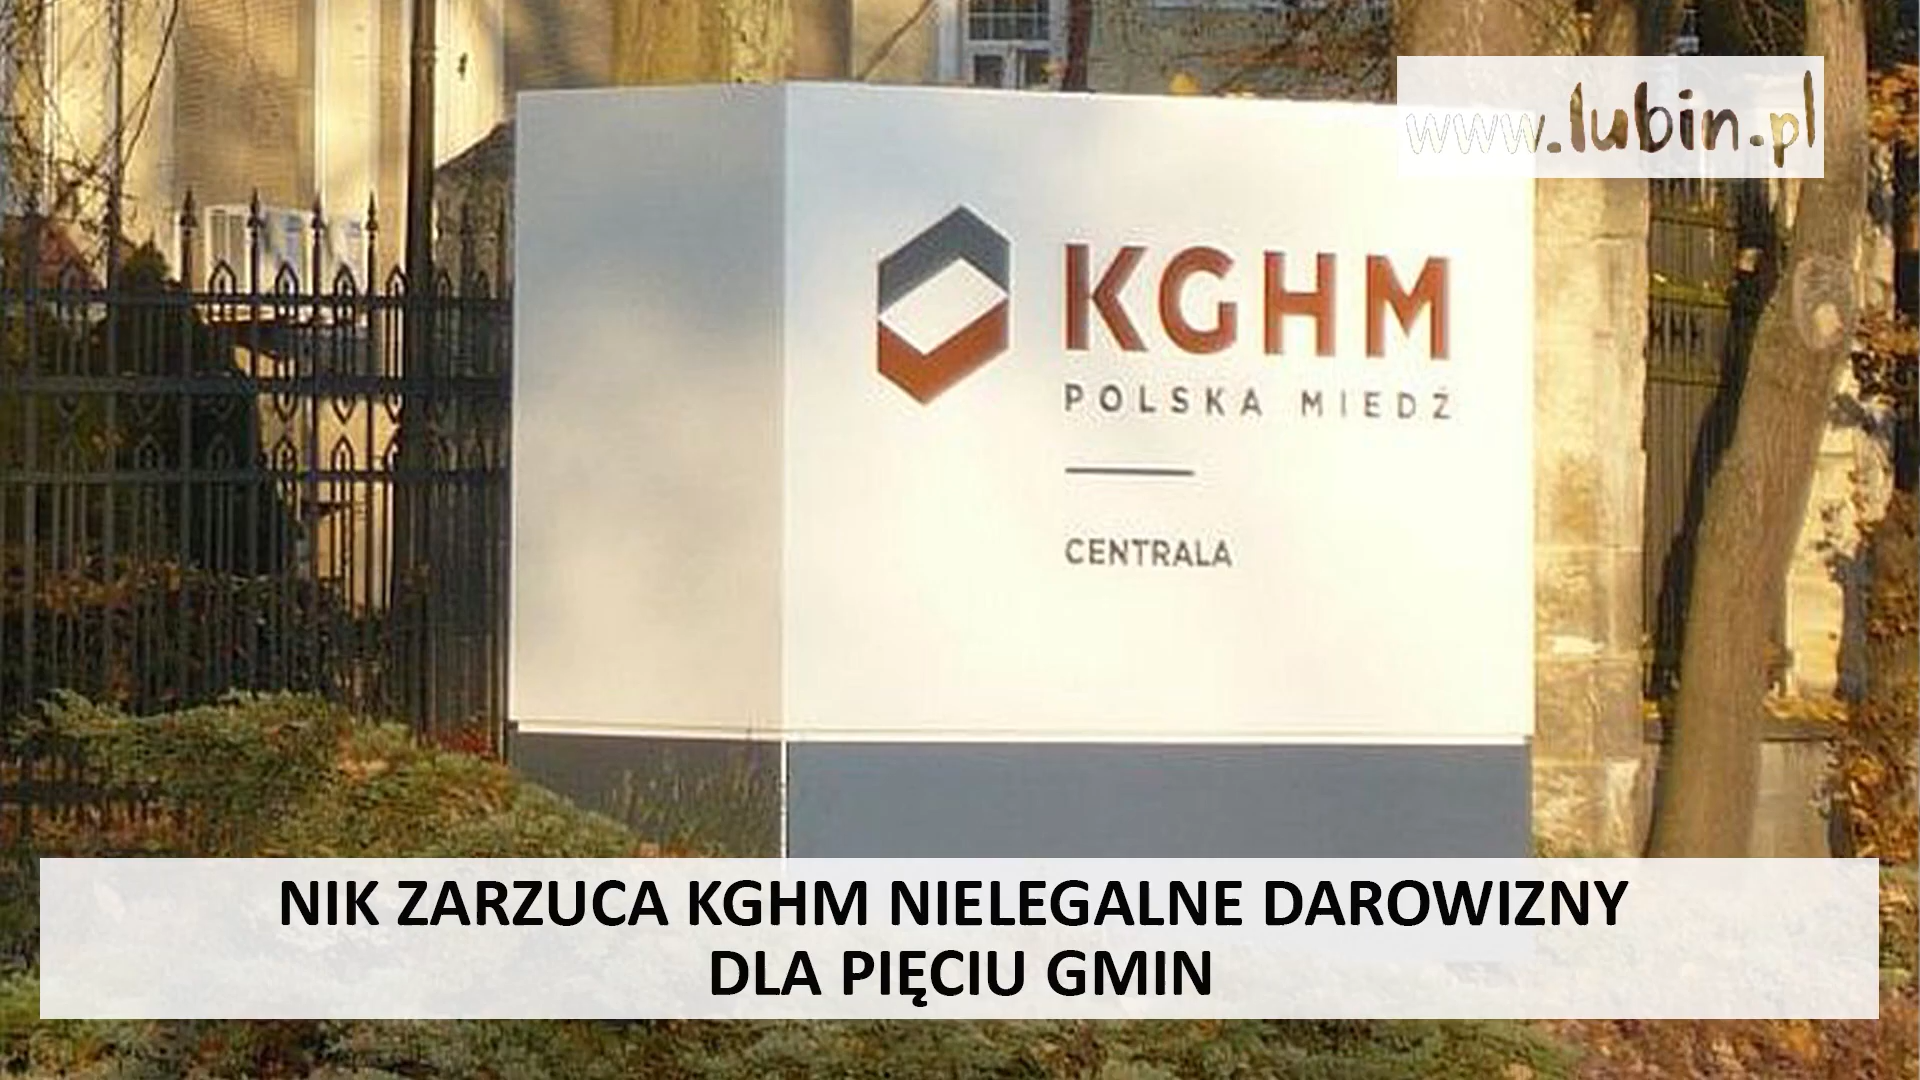 www.lubin.pl
KGHM
POLSKA MIEDŹ
CENTRALA
NIK ZARZUCA KGHM NIELEGALNE DAROWIZNY
DLA PIĘCIU GMIN